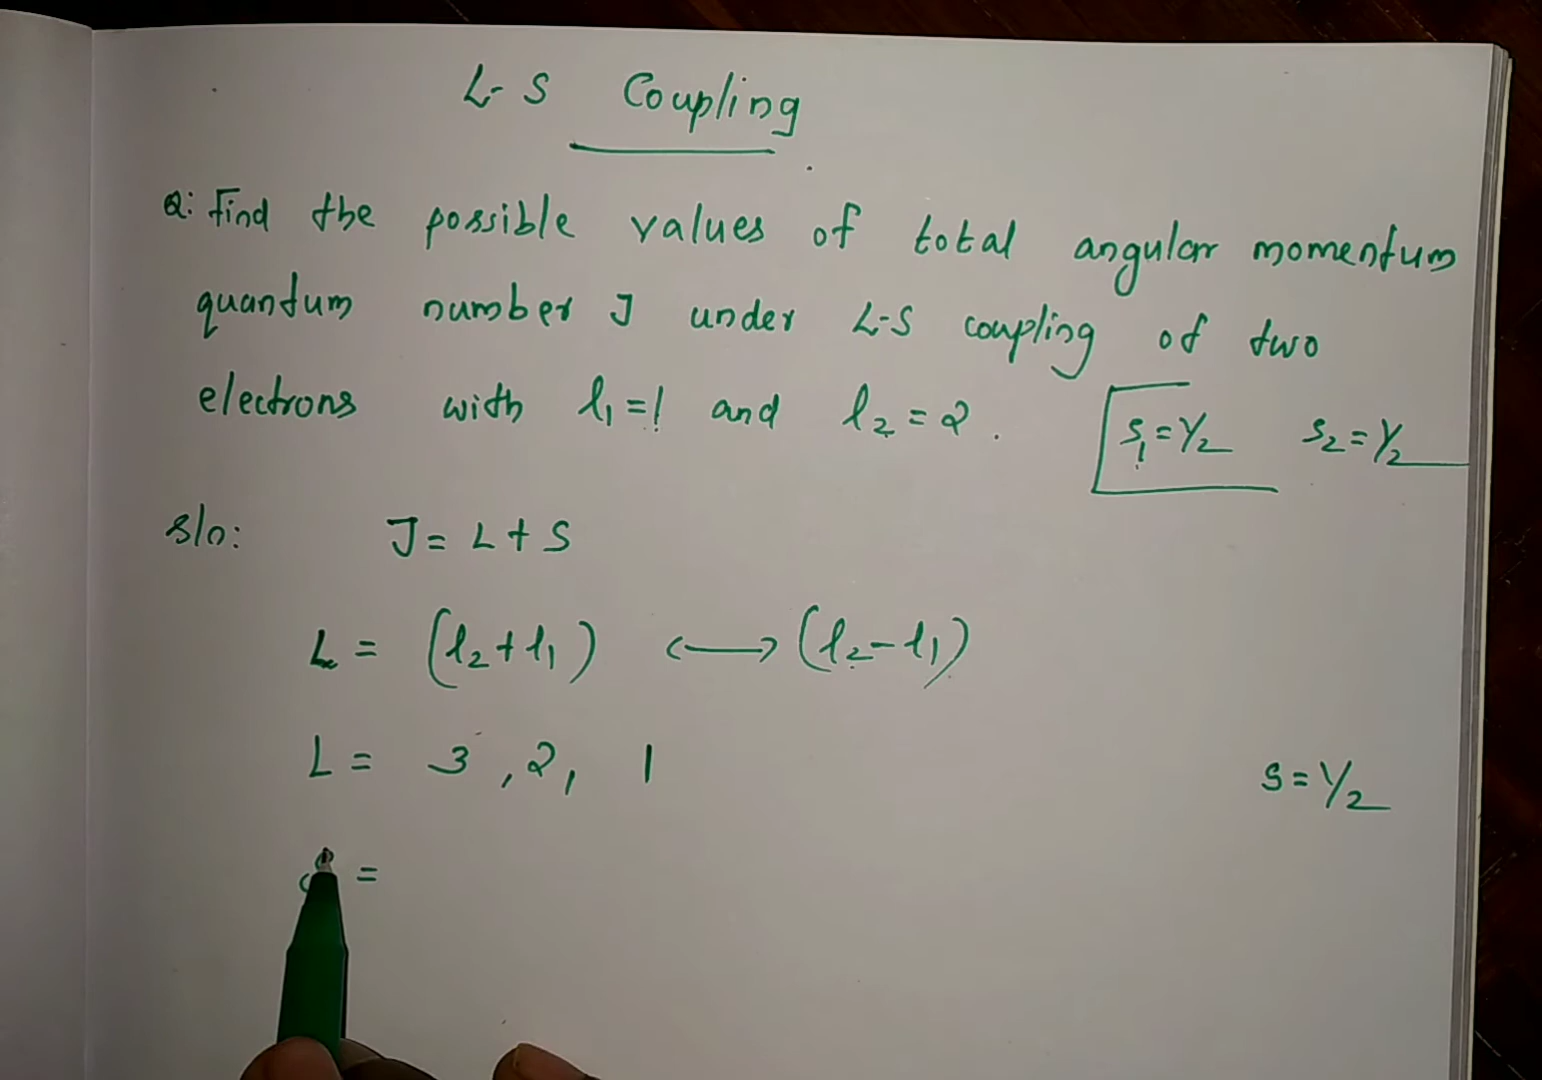 L-S Coupling
Q: Find the possible values of total angular momentum
quantum number J under L-S coupling of two
electrons with l₁=1 and l₂=2.
s₁=1/2 s₂=1/2
Sln: J= L+S
L= (l₂+l₁) ⟷ (l₂-l₁)
L= 3, 2, 1
S=1/2
=